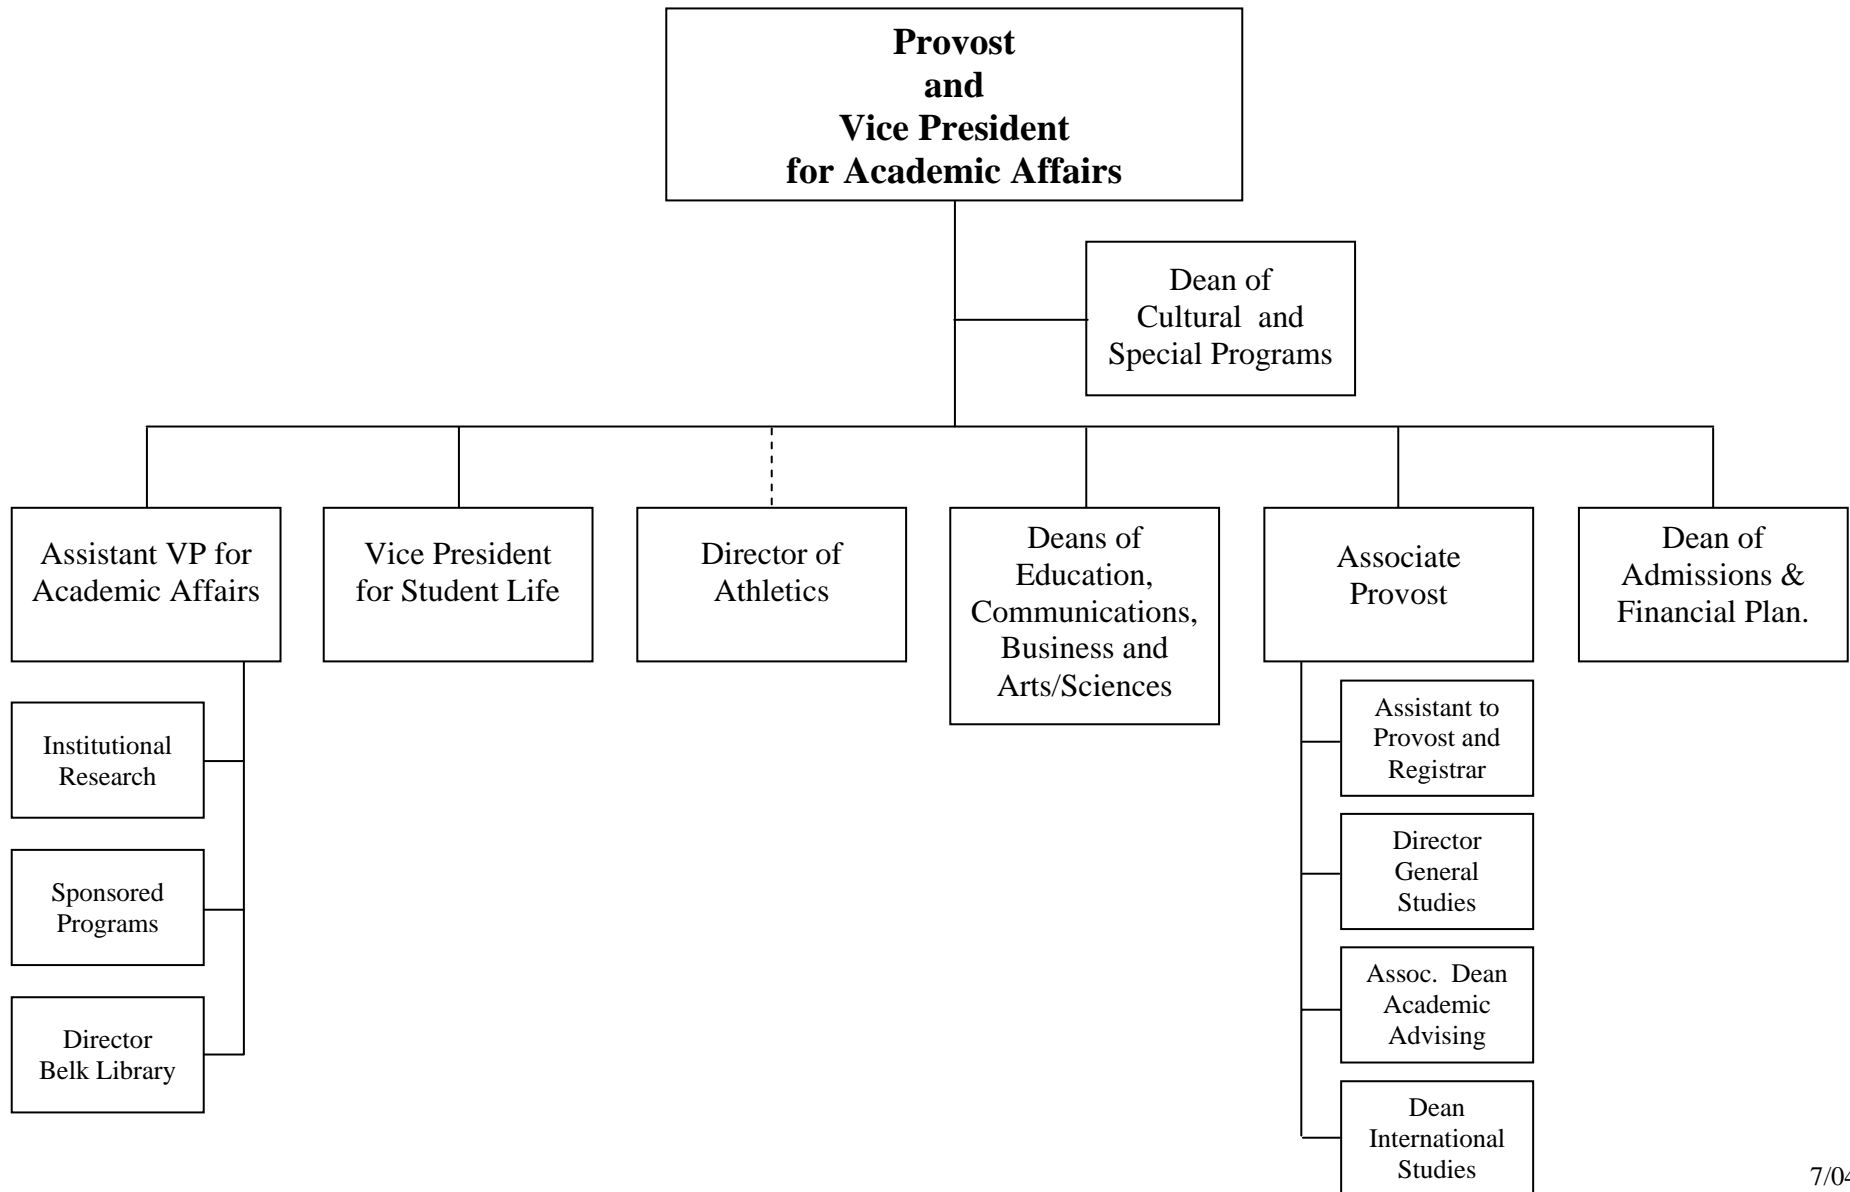 Provost
and
Vice President
for Academic Affairs
Dean of
Cultural and
Special Programs
Assistant VP for
Academic Affairs
Vice President
for Student Life
Director of
Athletics
Deans of
Education,
Communications,
Business and
Arts/Sciences
Associate
Provost
Dean of
Admissions &
Financial Plan.
Institutional
Research
Sponsored
Programs
Director
Belk Library
Assistant to
Provost and
Registrar
Director
General
Studies
Assoc. Dean
Academic
Advising
Dean
International
Studies
7/04